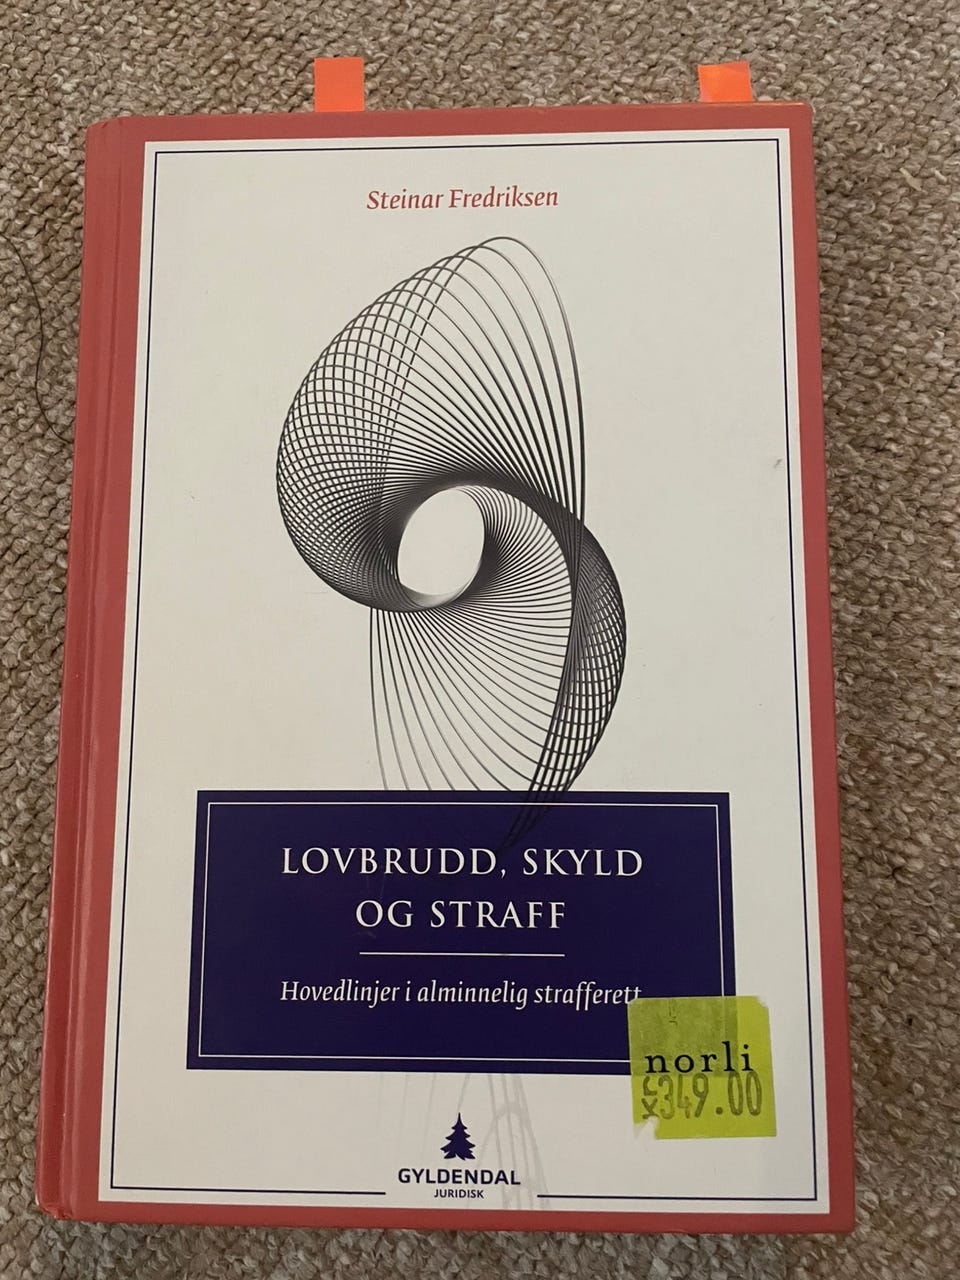 Steinar Fredriksen
LOVBRUDD, SKYLD
OG STRAFF
Hovedlinjer i alminnelig strafferett
norli
349.00
GYLDENDAL
JURIDISK